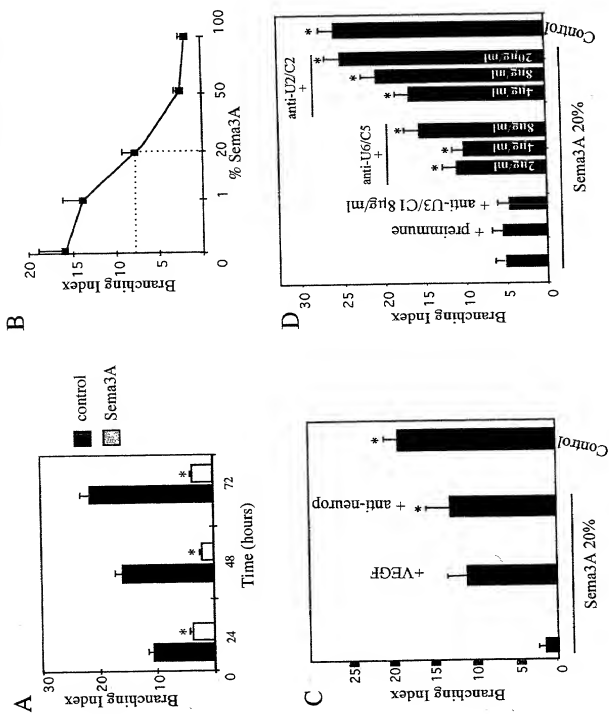 A
Branching Index
30
20
10
0
24
48
72
Time (hours)
control
Sema3A
*
*
*
B
Branching Index
20
15
10
5
0
0
1
20
50
100
% Sema3A
C
Branching Index
25
20
15
10
5
0
+VEGF
+ anti-neurop
*
*
Control
Sema3A 20%
D
Branching Index
30
25
20
15
10
5
0
+ preimmune
+ anti-U3/C1 8µg/ml
anti-U6/C5
+
2µg/ml
4µg/ml
8µg/ml
*
*
*
anti-U2/C2
+
4µg/ml
8µg/ml
20µg/ml
*
*
*
*
Control
Sema3A 20%